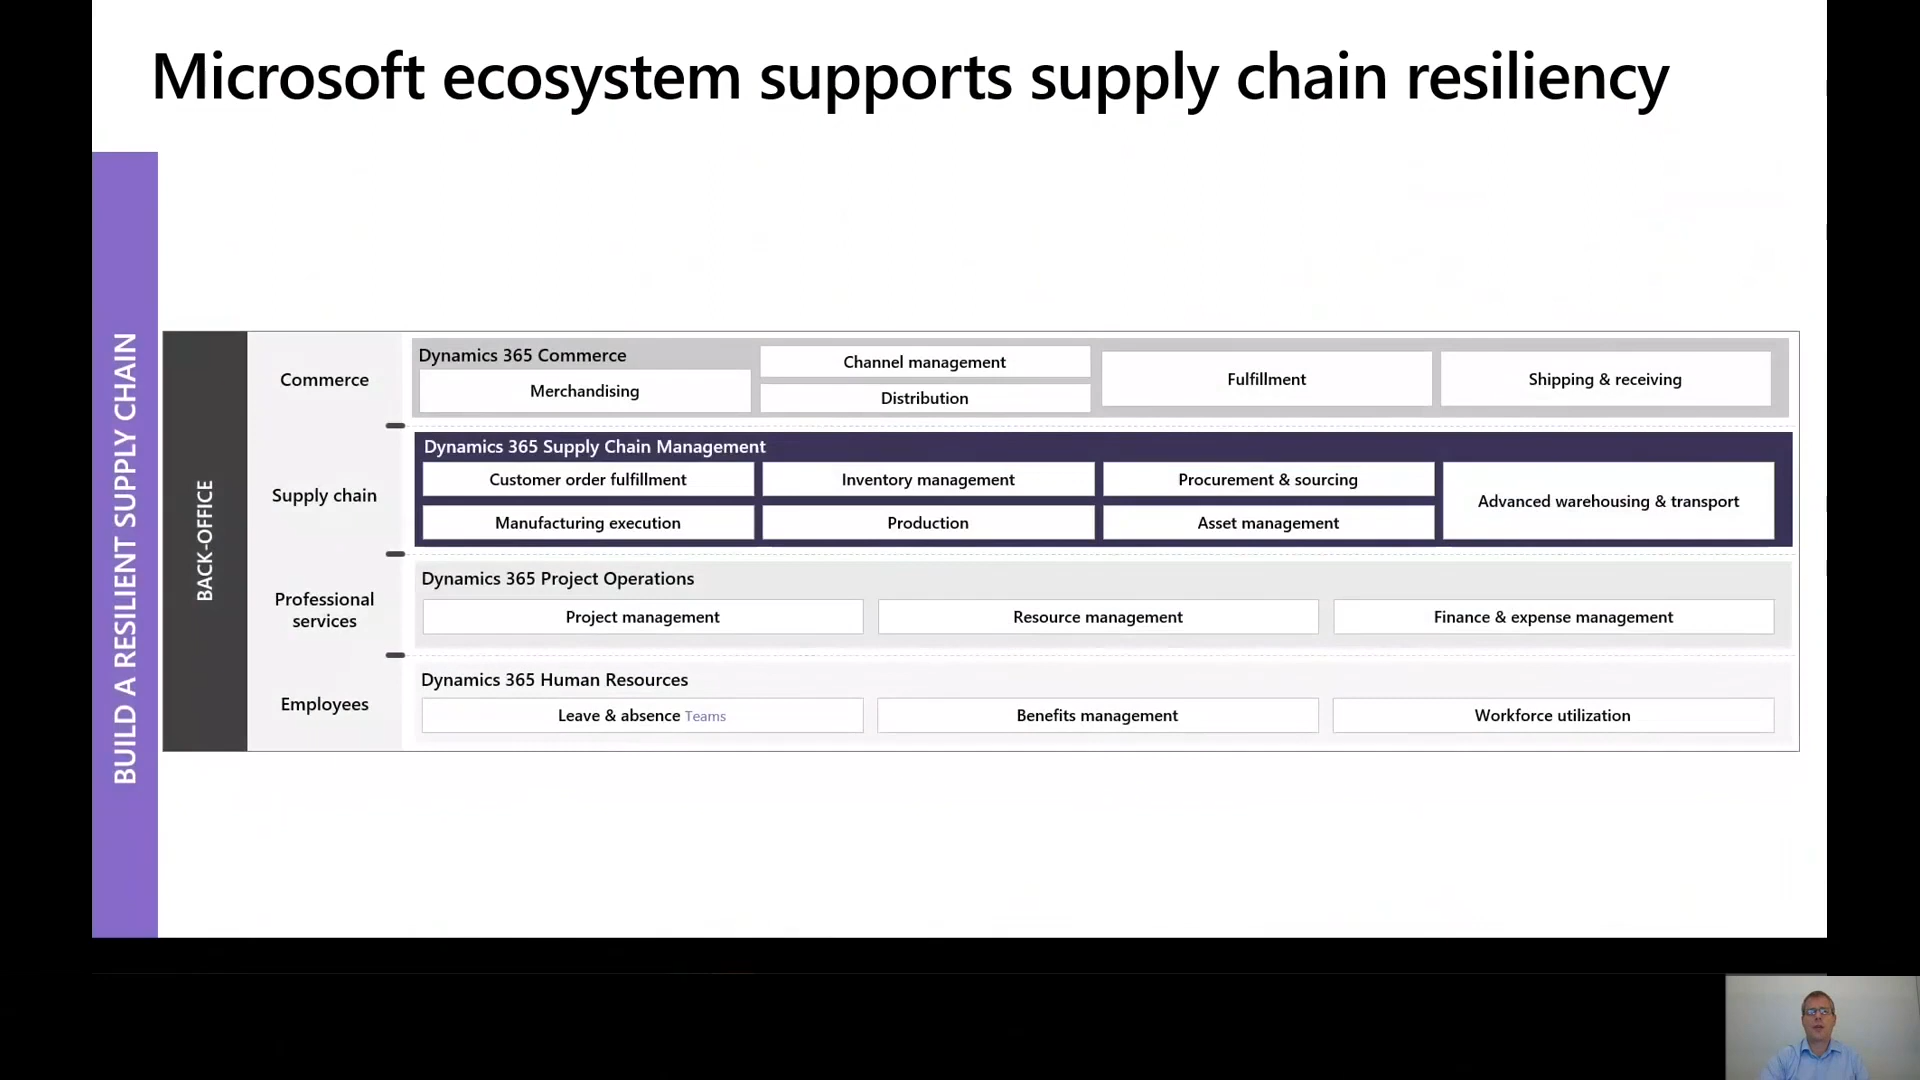 Microsoft ecosystem supports supply chain resiliency
BUILD A RESILIENT SUPPLY CHAIN
BACK-OFFICE
Commerce
Dynamics 365 Commerce
Merchandising
Channel management
Distribution
Fulfillment
Shipping & receiving
Supply chain
Dynamics 365 Supply Chain Management
Customer order fulfillment
Inventory management
Procurement & sourcing
Advanced warehousing & transport
Manufacturing execution
Production
Asset management
Professional
services
Dynamics 365 Project Operations
Project management
Resource management
Finance & expense management
Employees
Dynamics 365 Human Resources
Leave & absence Teams
Benefits management
Workforce utilization